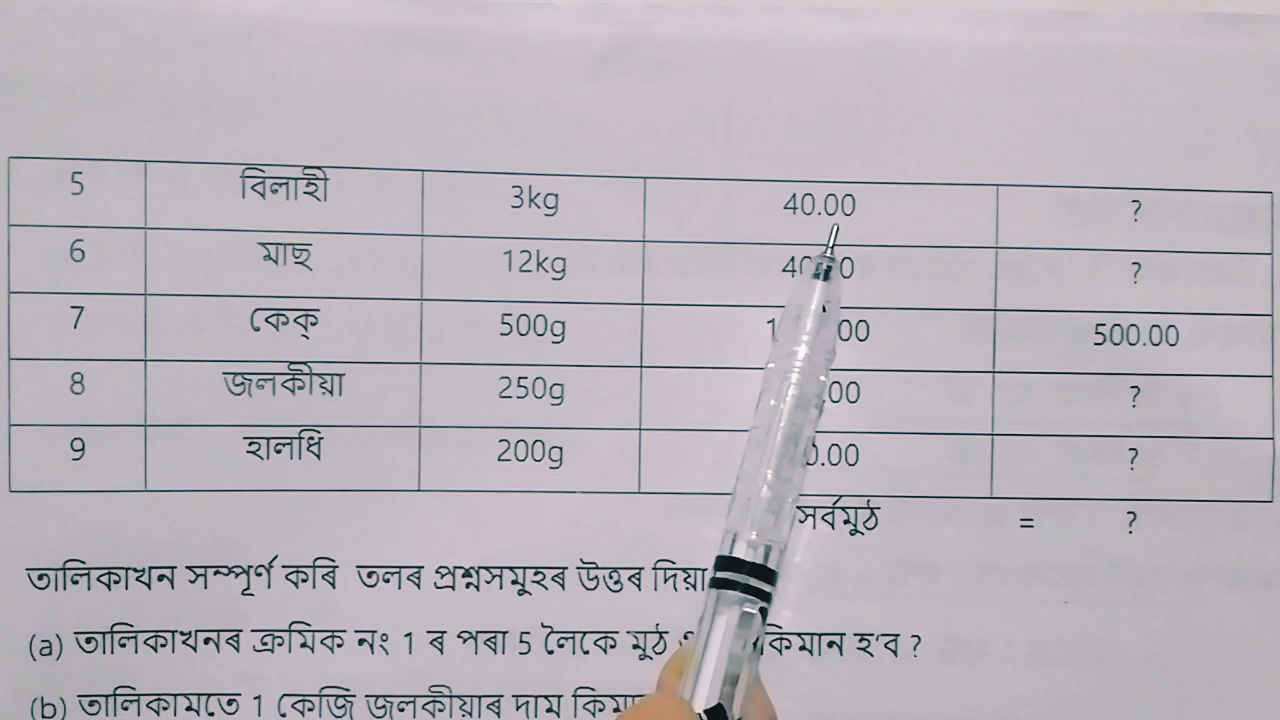 5 বিলাহী 3kg 40.00 ?
6 মাছ 12kg ?
7 কেক্ 500g 500.00
8 জলকীয়া 250g ?
9 হালধি 200g ?
সৰ্বমুঠ = ?
তালিকাখন সম্পূৰ্ণ কৰি তলৰ প্ৰশ্নসমূহৰ উত্তৰ দিয়া
(a) তালিকাখনৰ ক্ৰমিক নং 1 ৰ পৰা 5 লৈকে মুঠ কিমান হ'ব ?
(b) তালিকামতে 1 কেজি জলকীয়াৰ দাম